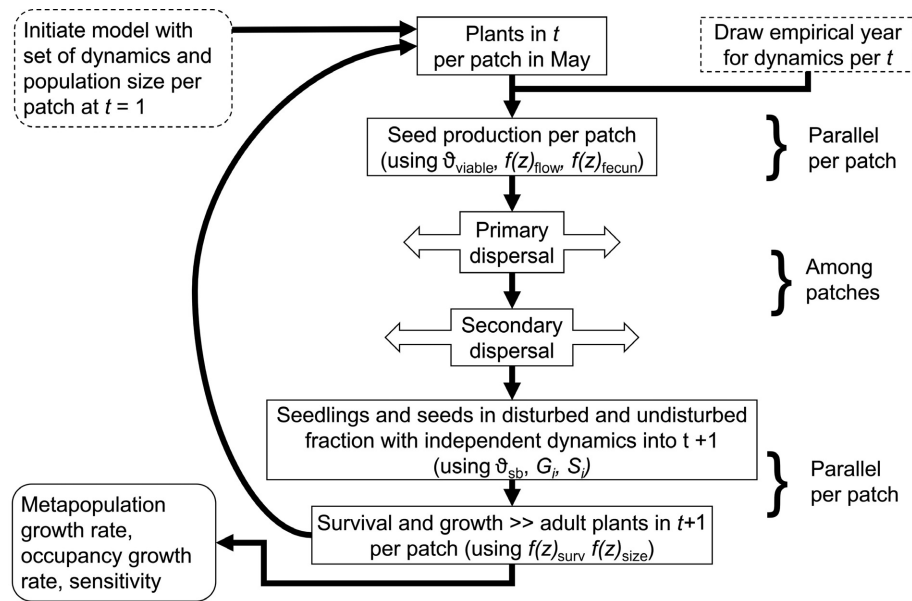 Initiate model with
set of dynamics and
population size per
patch at t = 1
Plants in t
per patch in May
Draw empirical year
for dynamics per t
Seed production per patch
(using ϑviable, f(z)flow, f(z)fecun)
} Parallel
per patch
Primary
dispersal
} Among
patches
Secondary
dispersal
Seedlings and seeds in disturbed and undisturbed
fraction with independent dynamics into t +1
(using ϑsb, Gi, Si)
} Parallel
per patch
Survival and growth >> adult plants in t+1
per patch (using f(z)surv f(z)size)
Metapopulation
growth rate,
occupancy growth
rate, sensitivity